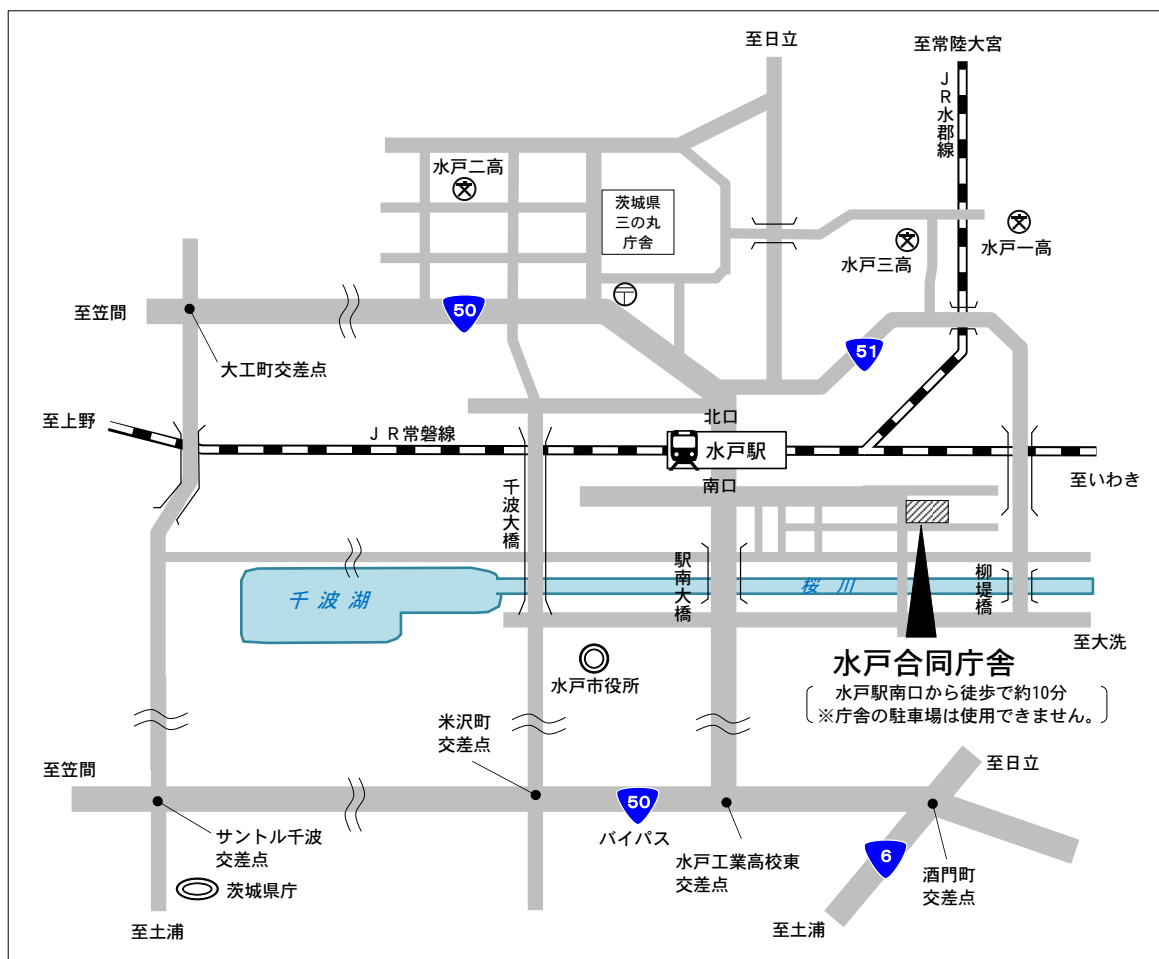 至日立
至常陸大宮
JR水郡線
水戸二高
茨城県
三の丸
庁舎
水戸一高
水戸三高
至笠間
50
51
大工町交差点
至上野
JR常磐線
北口
水戸駅
南口
至いわき
千波大橋
駅南大橋
柳堤橋
千波湖
桜川
至大洗
水戸合同庁舎
水戸駅南口から徒歩で約10分
※庁舎の駐車場は使用できません。
水戸市役所
米沢町
交差点
至笠間
至日立
50
バイパス
サントル千波
交差点
水戸工業高校東
交差点
6
酒門町
交差点
茨城県庁
至土浦
至土浦